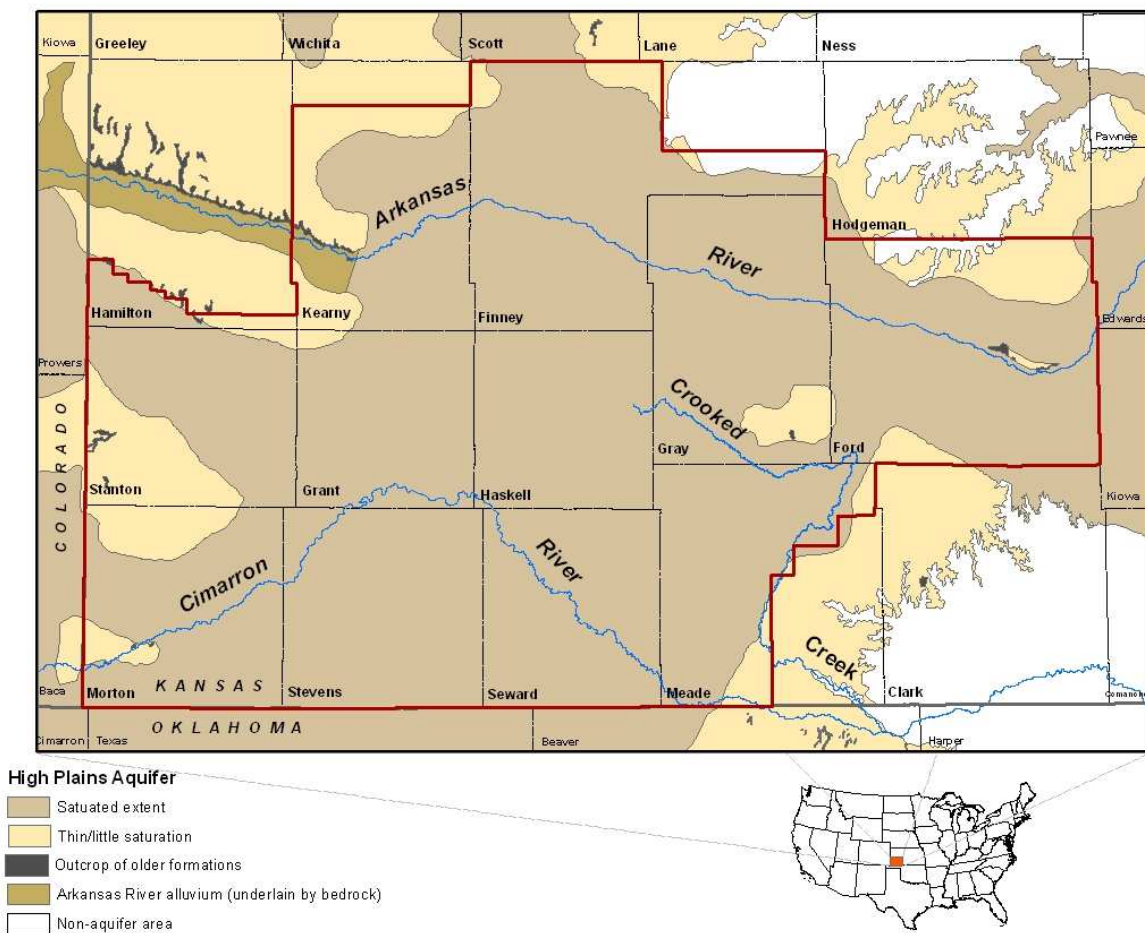 Kiowa
Greeley
Wichita
Scott
Lane
Ness
Pawnee
Arkansas
River
Hodgeman
Hamilton
Kearny
Finney
Edwards
Prowers
COLORADO
Crooked
Gray
Ford
Stanton
Grant
Haskell
Kiowa
Cimarron
River
Creek
Baca
Morton
KANSAS
Stevens
Seward
Meade
Clark
Comanche
OKLAHOMA
Cimarron
Texas
Beaver
Harper
High Plains Aquifer
Satuated extent
Thin/little saturation
Outcrop of older formations
Arkansas River alluvium (underlain by bedrock)
Non-aquifer area